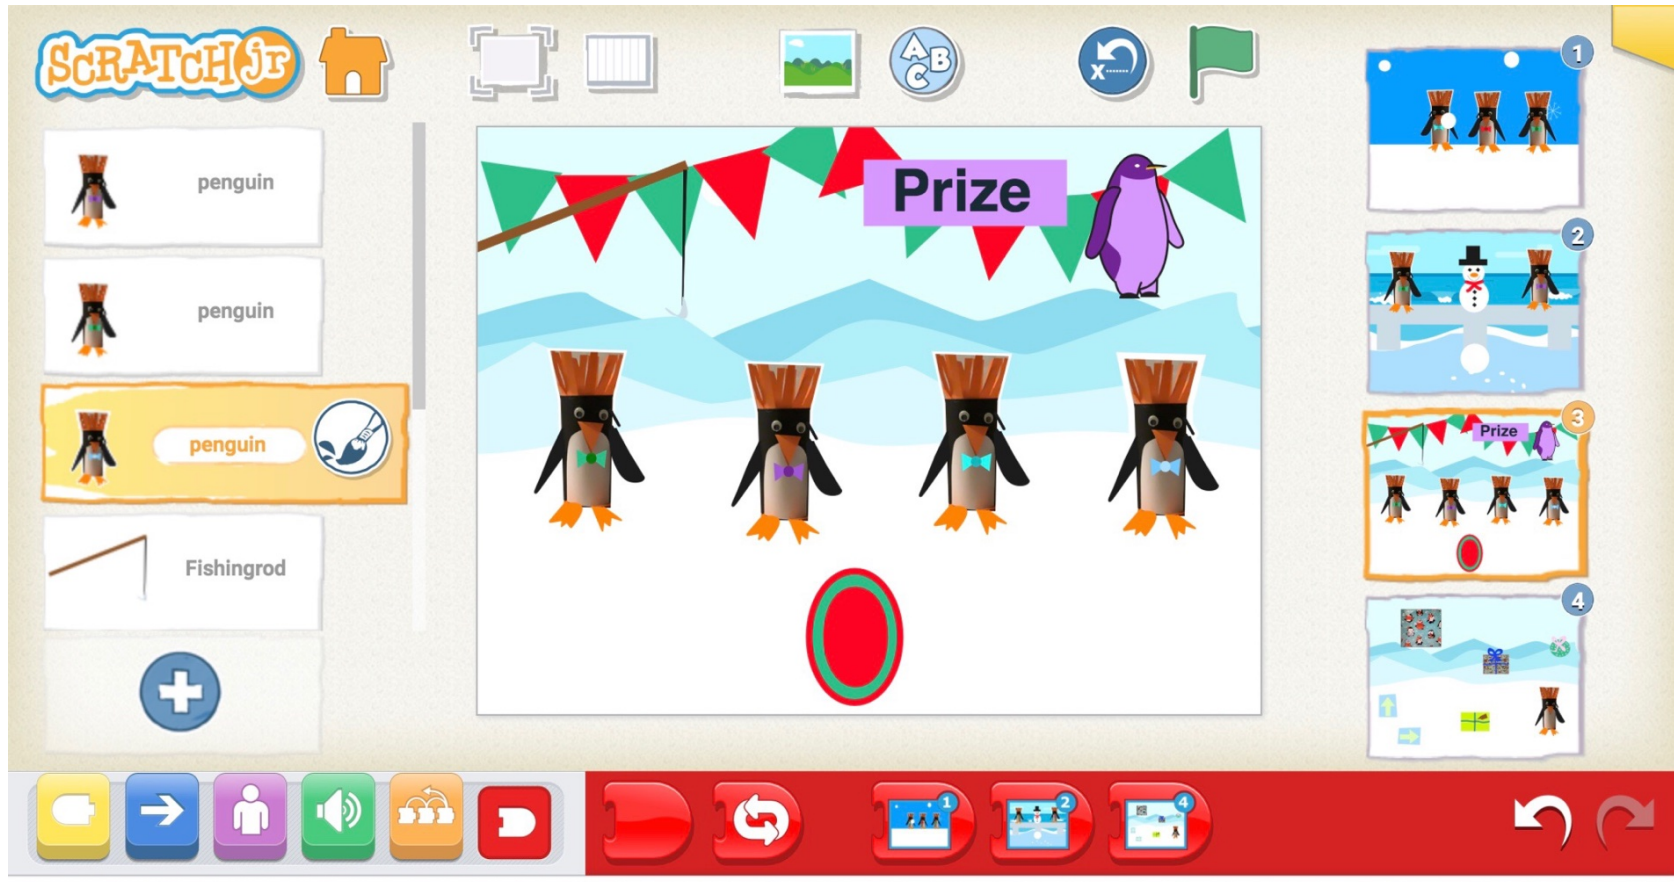 SCRATCHJr
A B C
X
penguin
penguin
penguin
Fishingrod
Prize
1
2
Prize
3
4
1
2
4